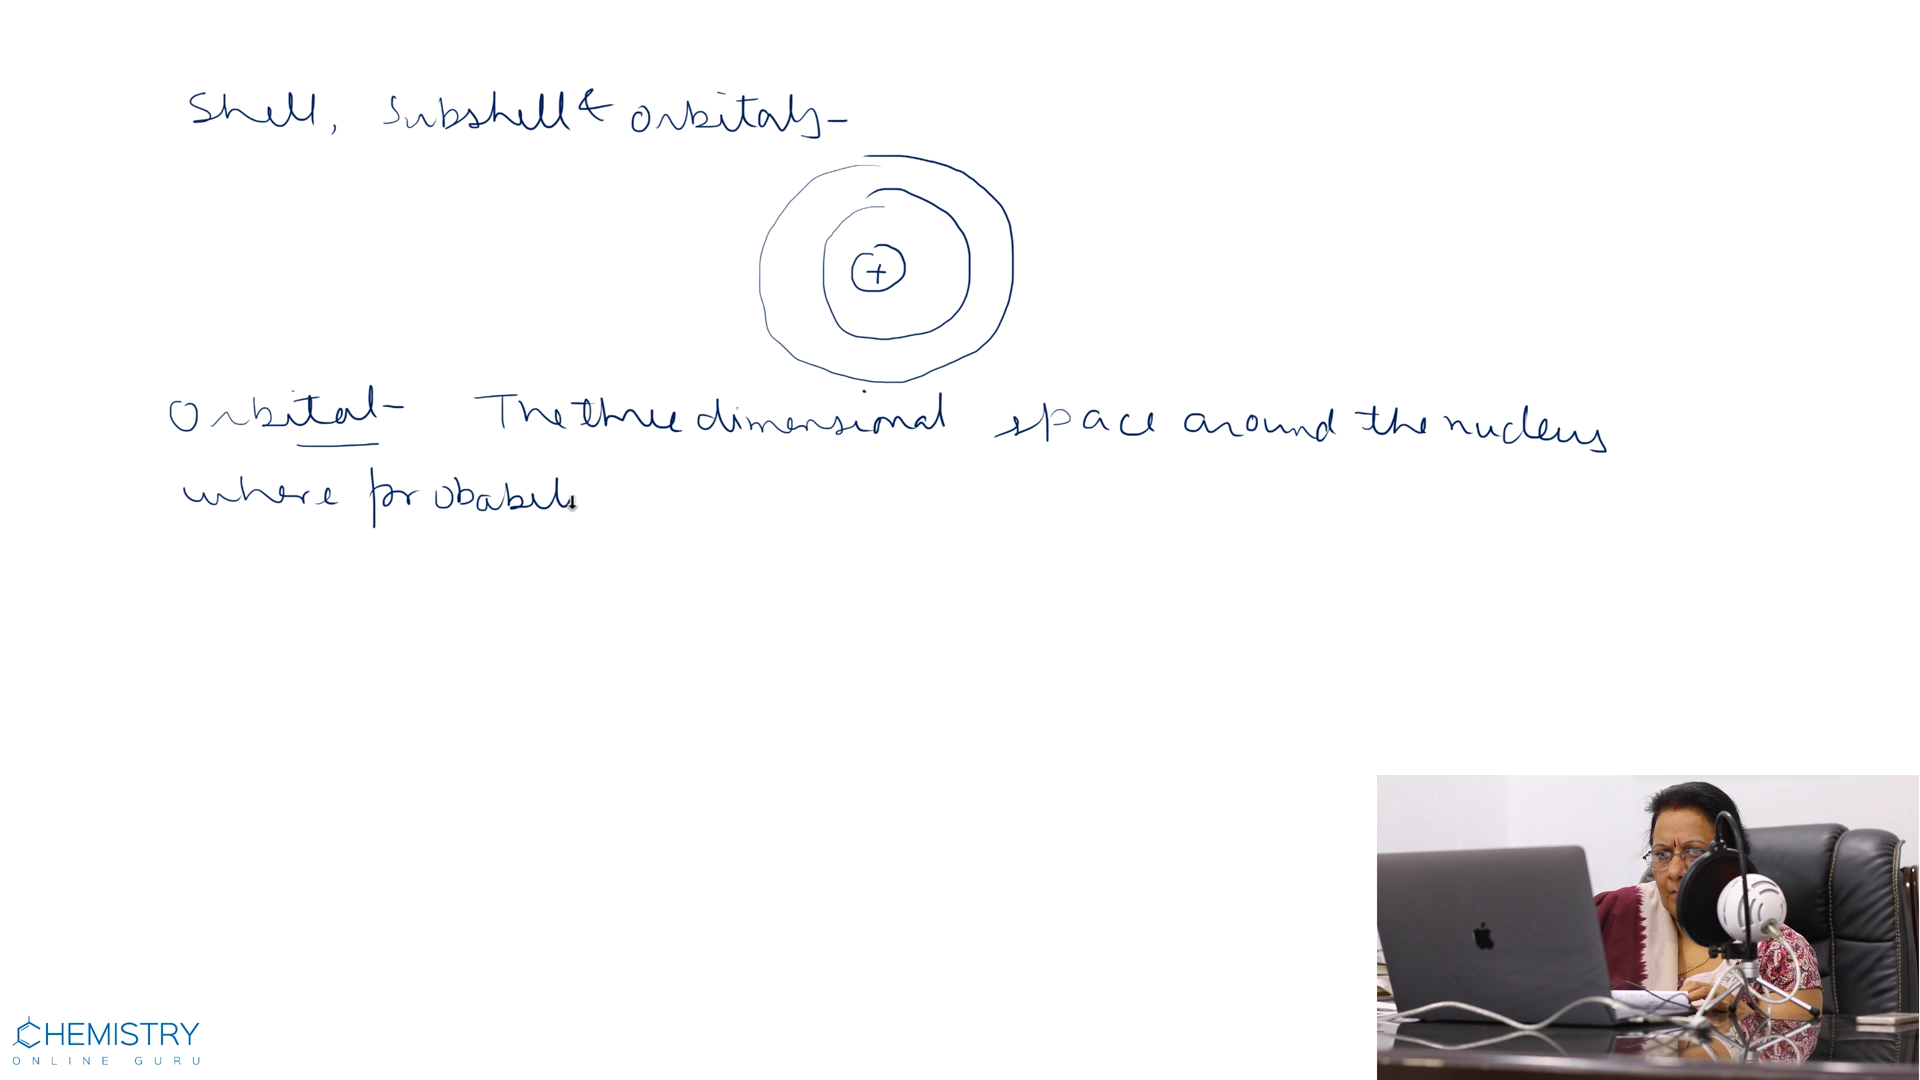 Shell, Subshell & orbitals-
+
Orbital- The three dimensional space around the nucleus
where probabili
CHEMISTRY
ONLINE GURU